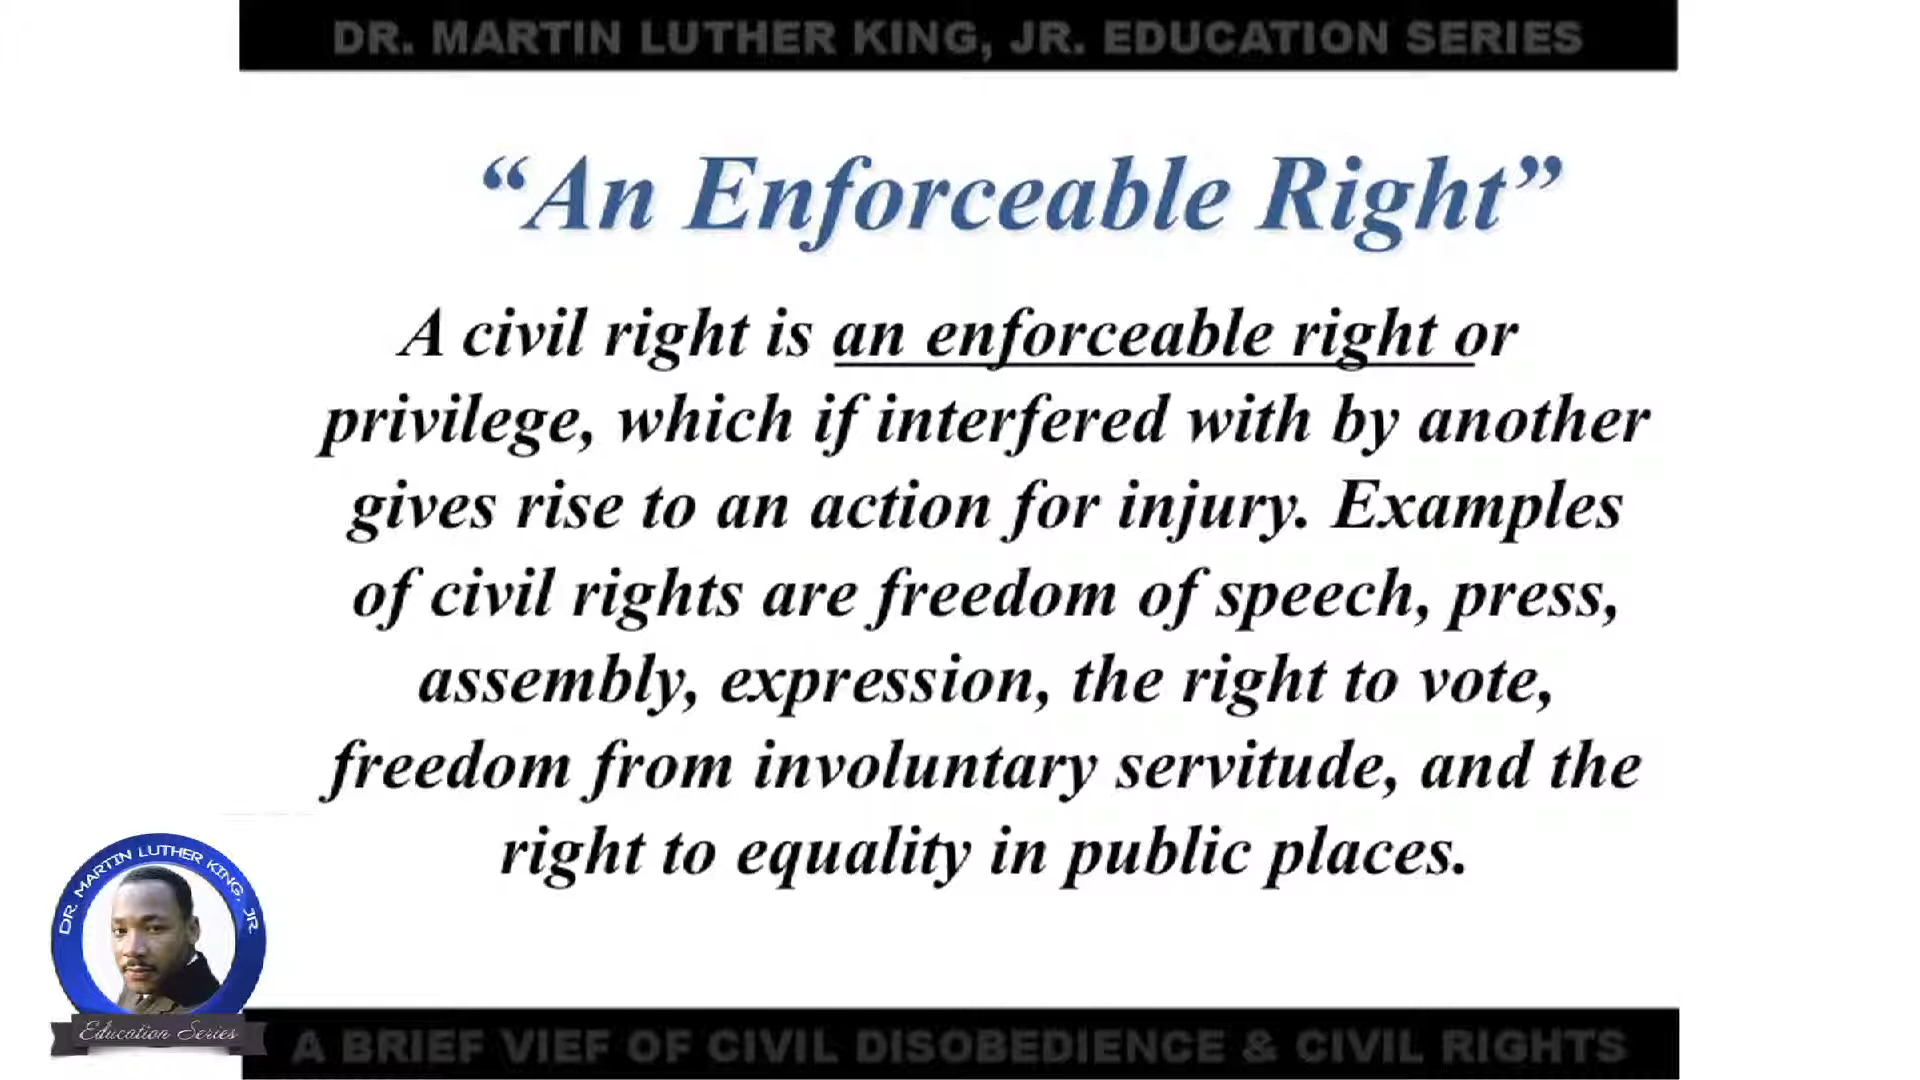 DR. MARTIN LUTHER KING, JR. EDUCATION SERIES
“An Enforceable Right”
A civil right is an enforceable right or
privilege, which if interfered with by another
gives rise to an action for injury. Examples
of civil rights are freedom of speech, press,
assembly, expression, the right to vote,
freedom from involuntary servitude, and the
right to equality in public places.
DR. MARTIN LUTHER KING, JR.
Education Series
A BRIEF VIEF OF CIVIL DISOBEDIENCE & CIVIL RIGHTS